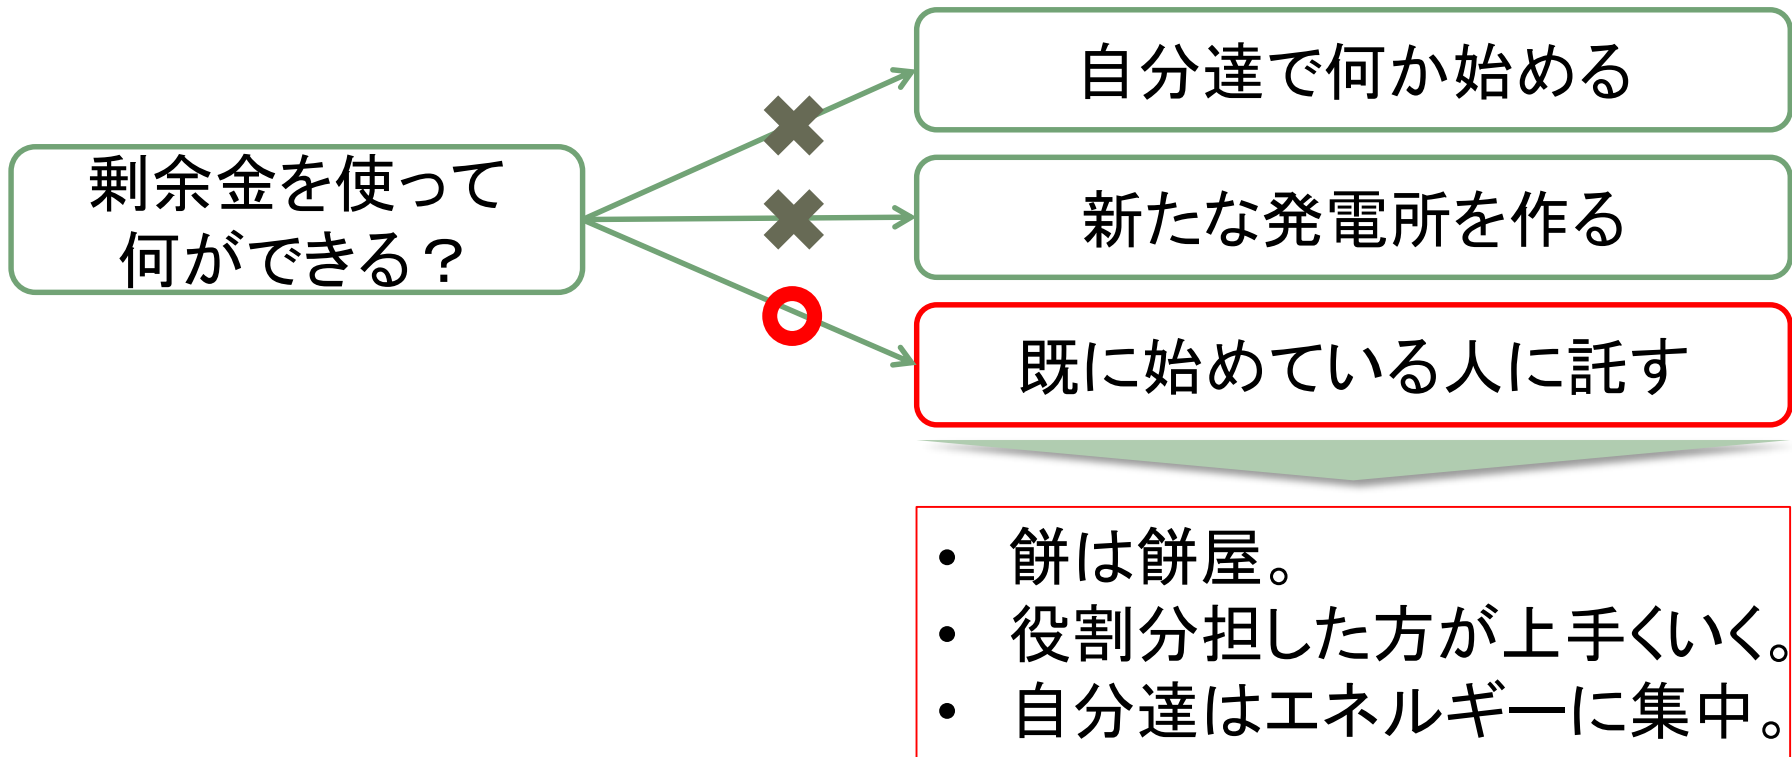 剰余金を使って
何ができる？
自分達で何か始める
新たな発電所を作る
既に始めている人に託す
• 餅は餅屋。
• 役割分担した方が上手くいく。
• 自分達はエネルギーに集中。